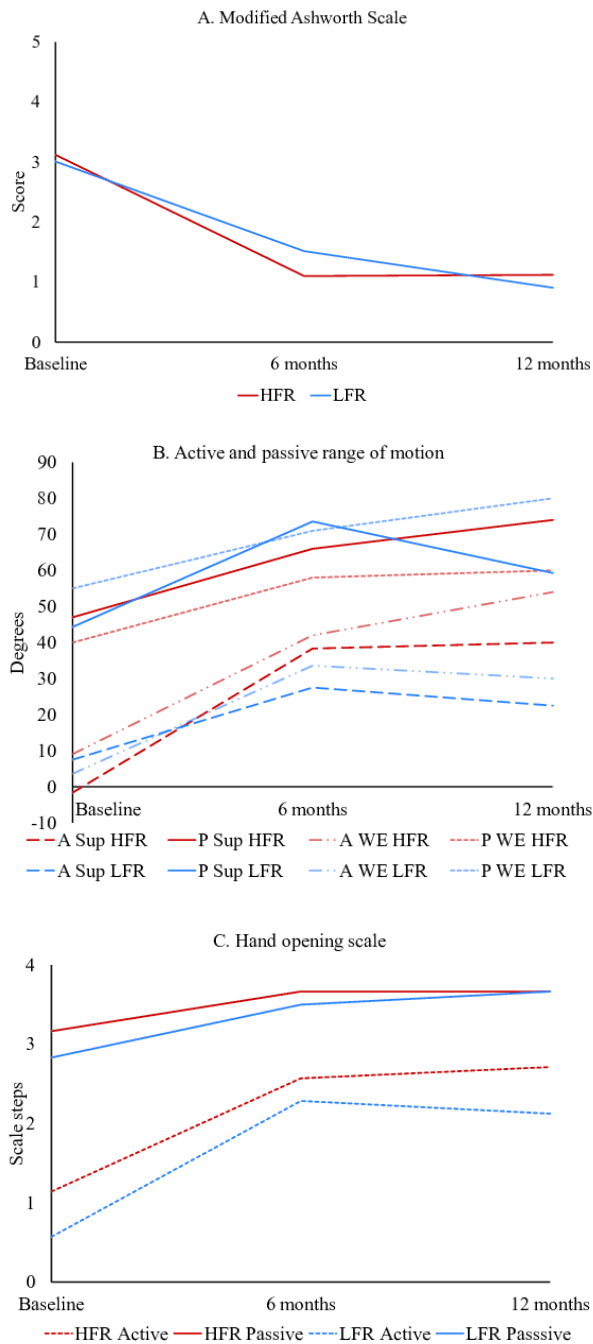 A. Modified Ashworth Scale
5
4
3
2
1
0
Score
Baseline 6 months 12 months
HFR LFR
B. Active and passive range of motion
90
80
70
60
50
40
30
20
10
0
-10
Degrees
Baseline 6 months 12 months
A Sup HFR P Sup HFR A WE HFR P WE HFR
A Sup LFR P Sup LFR A WE LFR P WE LFR
C. Hand opening scale
4
3
2
1
0
Scale steps
Baseline 6 months 12 months
HFR Active HFR Passive LFR Active LFR Passsive